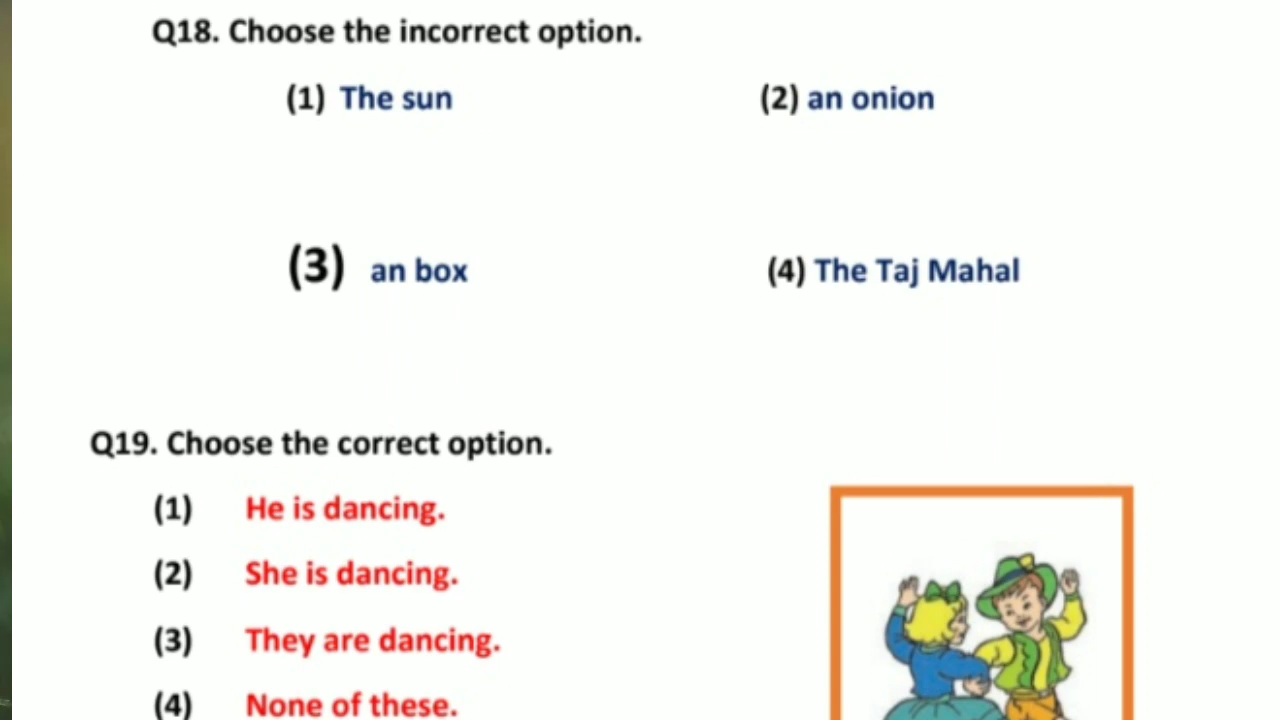 Q18. Choose the incorrect option.
(1) The sun (2) an onion
(3) an box (4) The Taj Mahal
Q19. Choose the correct option.
(1) He is dancing.
(2) She is dancing.
(3) They are dancing.
(4) None of these.